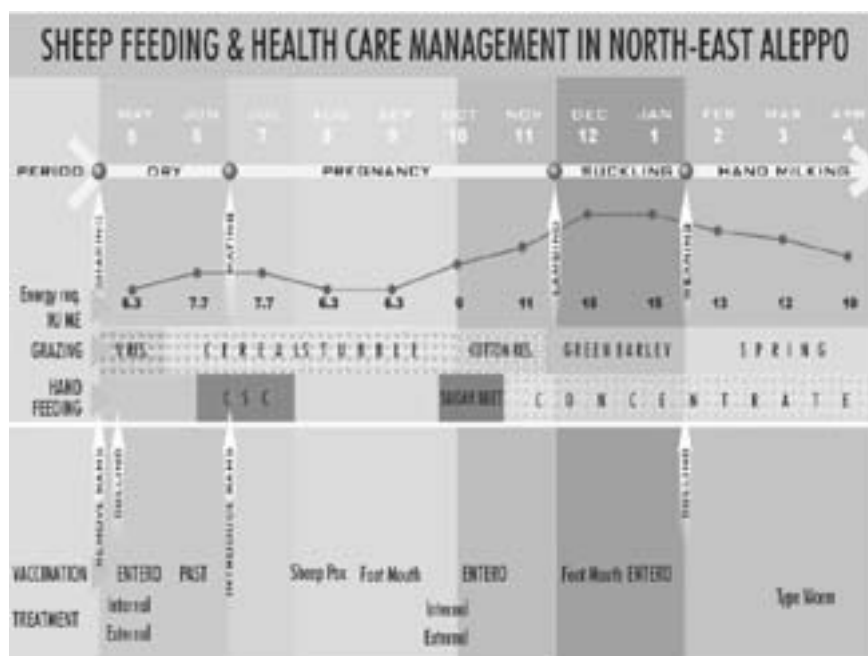 SHEEP FEEDING & HEALTH CARE MANAGEMENT IN NORTH-EAST ALEPPO
MAY JUN JUL AUG SEP OCT NOV DEC JAN FEB MAR APR
5 6 7 8 9 10 11 12 1 2 3 4
PERIOD DRY PREGNANCY SUCKLING HAND MILKING
MATING LAMBING WEANING
Energy req. 6.3 7.7 7.7 6.3 6.3 9 11 15 15 13 12 10
MJ ME
GRAZING V RES. CEREAL STUBBLE COTTON RES. GREEN BARLEY SPRING
HAND FEEDING CSC SUGAR BEET CONCENTRATE
REMOVE RAMS CULLING INTRODUCE RAMS CULLING
VACCINATION ENTERO PAST Sheep Pox Foot Mouth ENTERO Foot Mouth ENTERO
TREATMENT Internal Internal Type Worm
External External